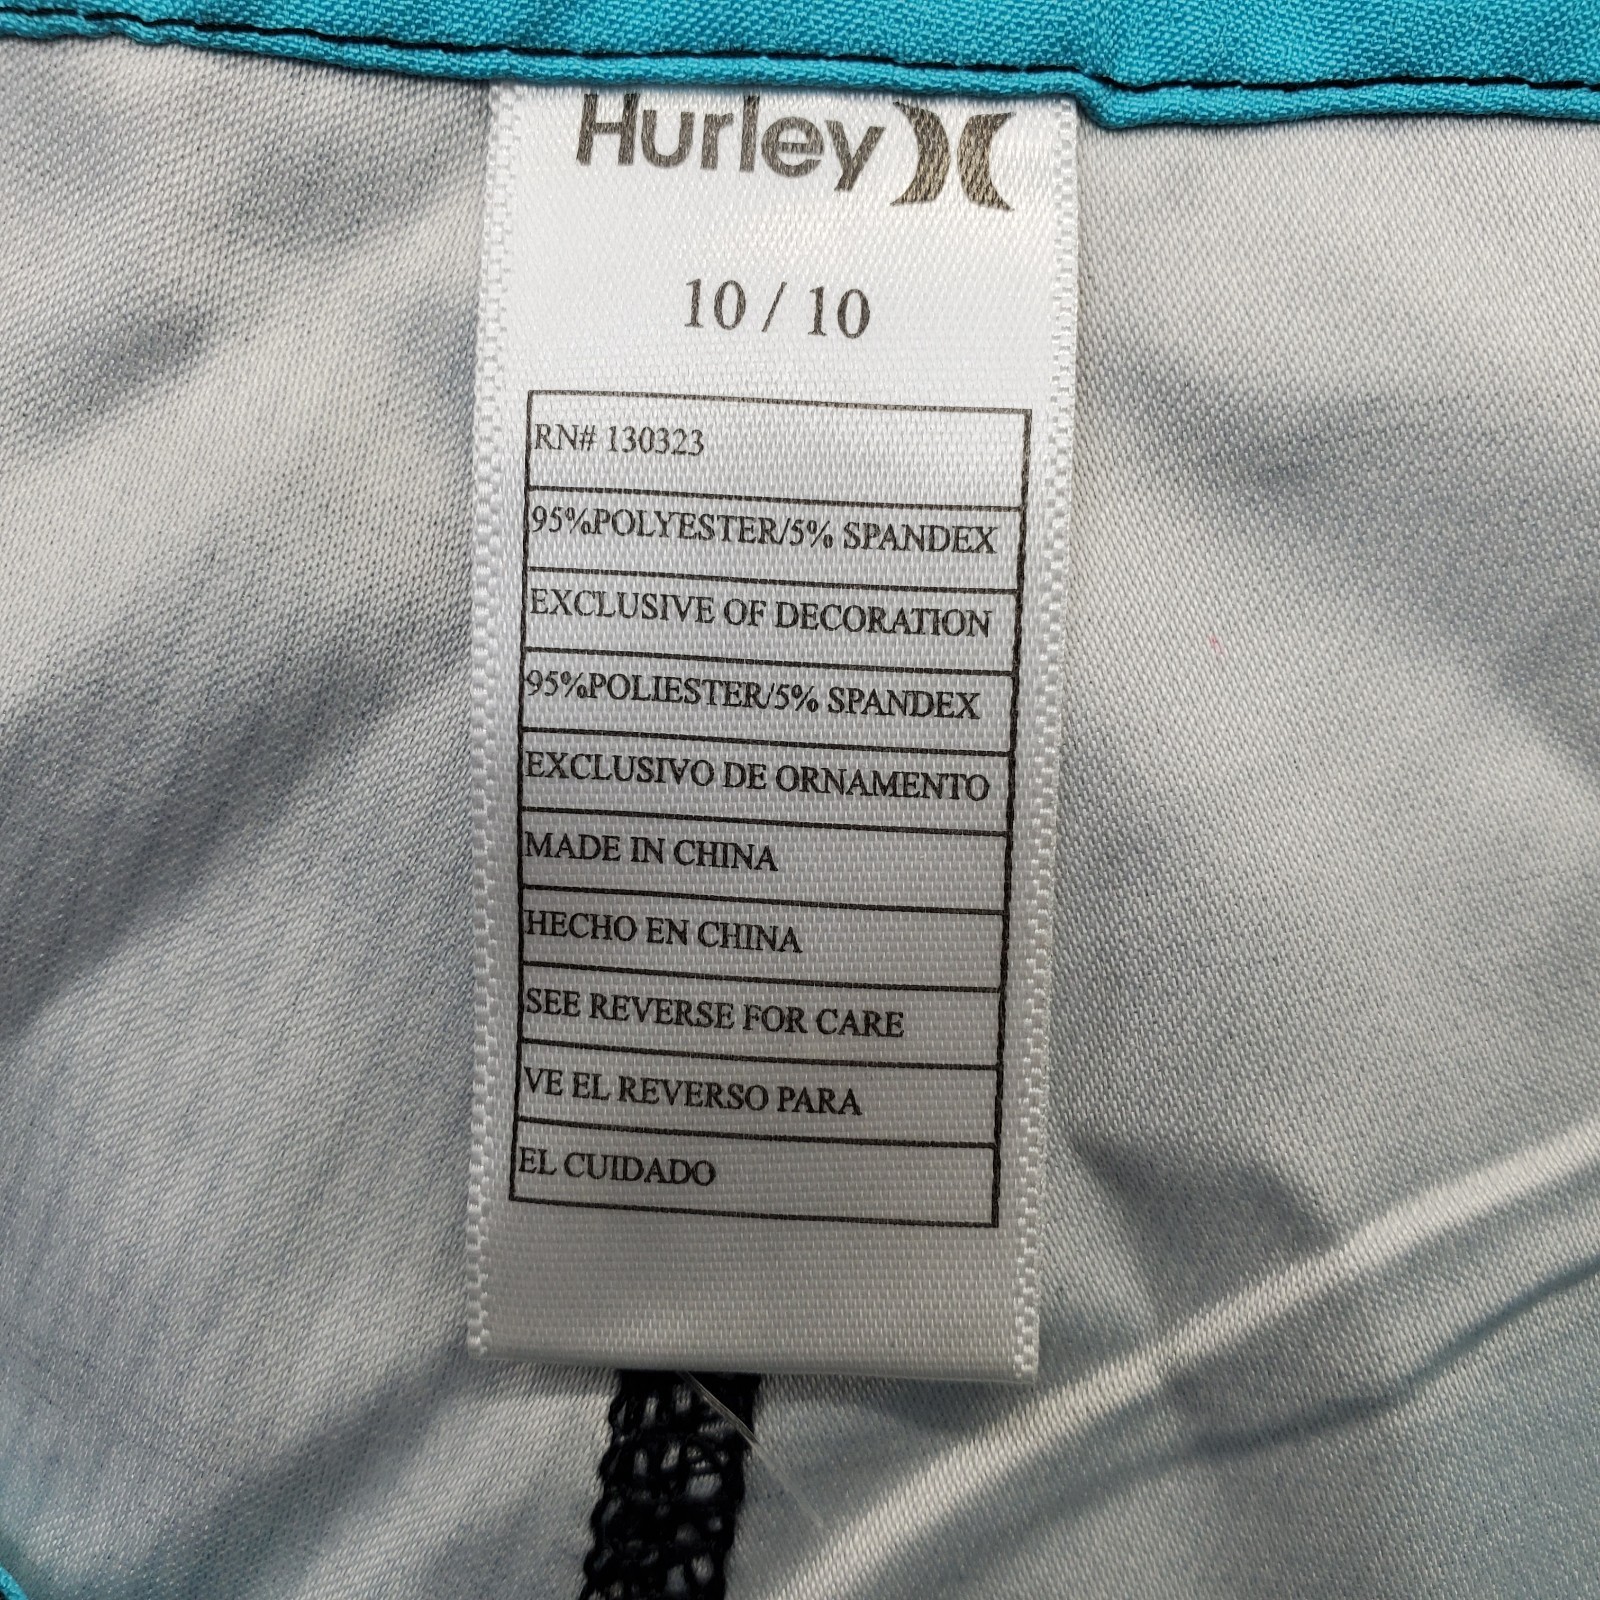 Hurley
10 / 10
RN# 130323
95%POLYESTER/5% SPANDEX
EXCLUSIVE OF DECORATION
95%POLIESTER/5% SPANDEX
EXCLUSIVO DE ORNAMENTO
MADE IN CHINA
HECHO EN CHINA
SEE REVERSE FOR CARE
VE EL REVERSO PARA
EL CUIDADO